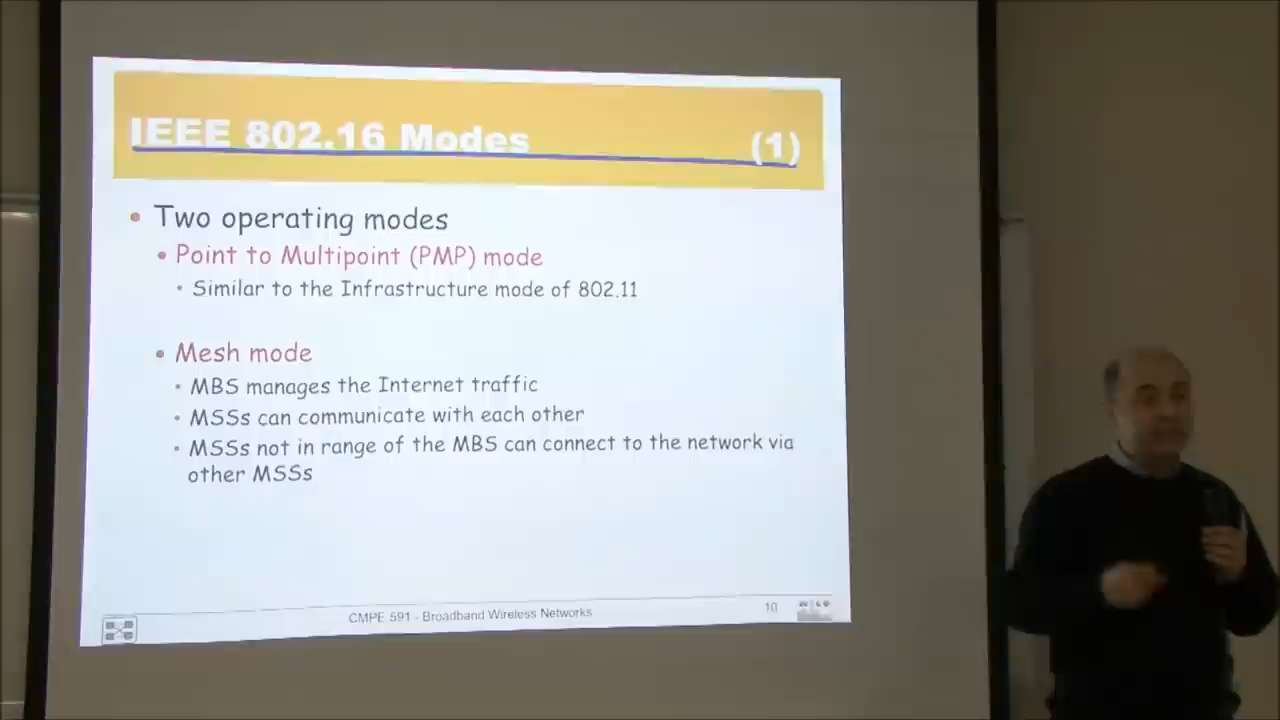 IEEE 802.16 Modes (1)
• Two operating modes
• Point to Multipoint (PMP) mode
• Similar to the Infrastructure mode of 802.11
• Mesh mode
• MBS manages the Internet traffic
• MSSs can communicate with each other
• MSSs not in range of the MBS can connect to the network via
other MSSs
CMPE 591 - Broadband Wireless Networks 10